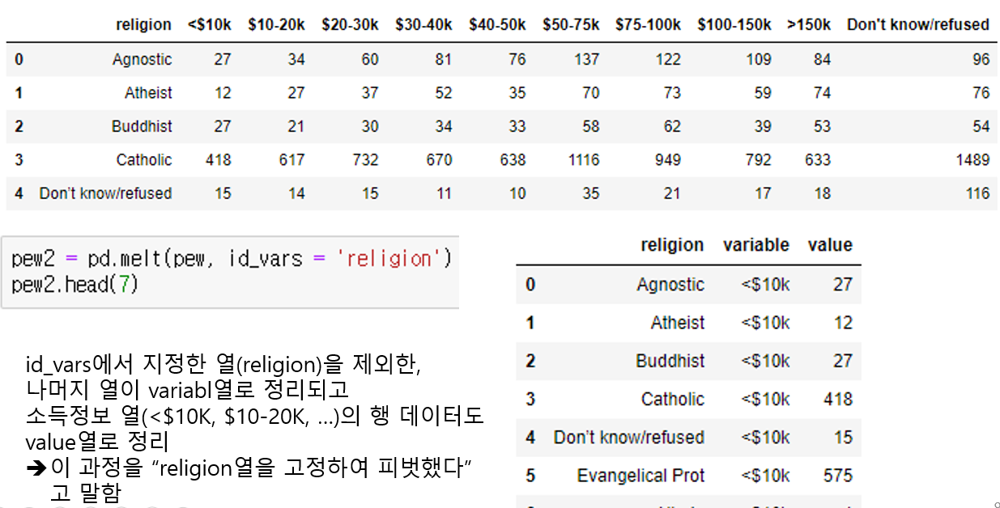 religion <$10k $10-20k $20-30k $30-40k $40-50k $50-75k $75-100k $100-150k >150k Don't know/refused
0 Agnostic 27 34 60 81 76 137 122 109 84 96
1 Atheist 12 27 37 52 35 70 73 59 74 76
2 Buddhist 27 21 30 34 33 58 62 39 53 54
3 Catholic 418 617 732 670 638 1116 949 792 633 1489
4 Don't know/refused 15 14 15 11 10 35 21 17 18 116
pew2 = pd.melt(pew, id_vars = 'religion')
pew2.head(7)
id_vars에서 지정한 열(religion)을 제외한,
나머지 열이 variabl열로 정리되고
소득정보 열(<$10K, $10-20K, ...)의 행 데이터도
value열로 정리
➔이 과정을 “religion열을 고정하여 피벗했다”
고 말함
religion variable value
0 Agnostic <$10k 27
1 Atheist <$10k 12
2 Buddhist <$10k 27
3 Catholic <$10k 418
4 Don't know/refused <$10k 15
5 Evangelical Prot <$10k 575